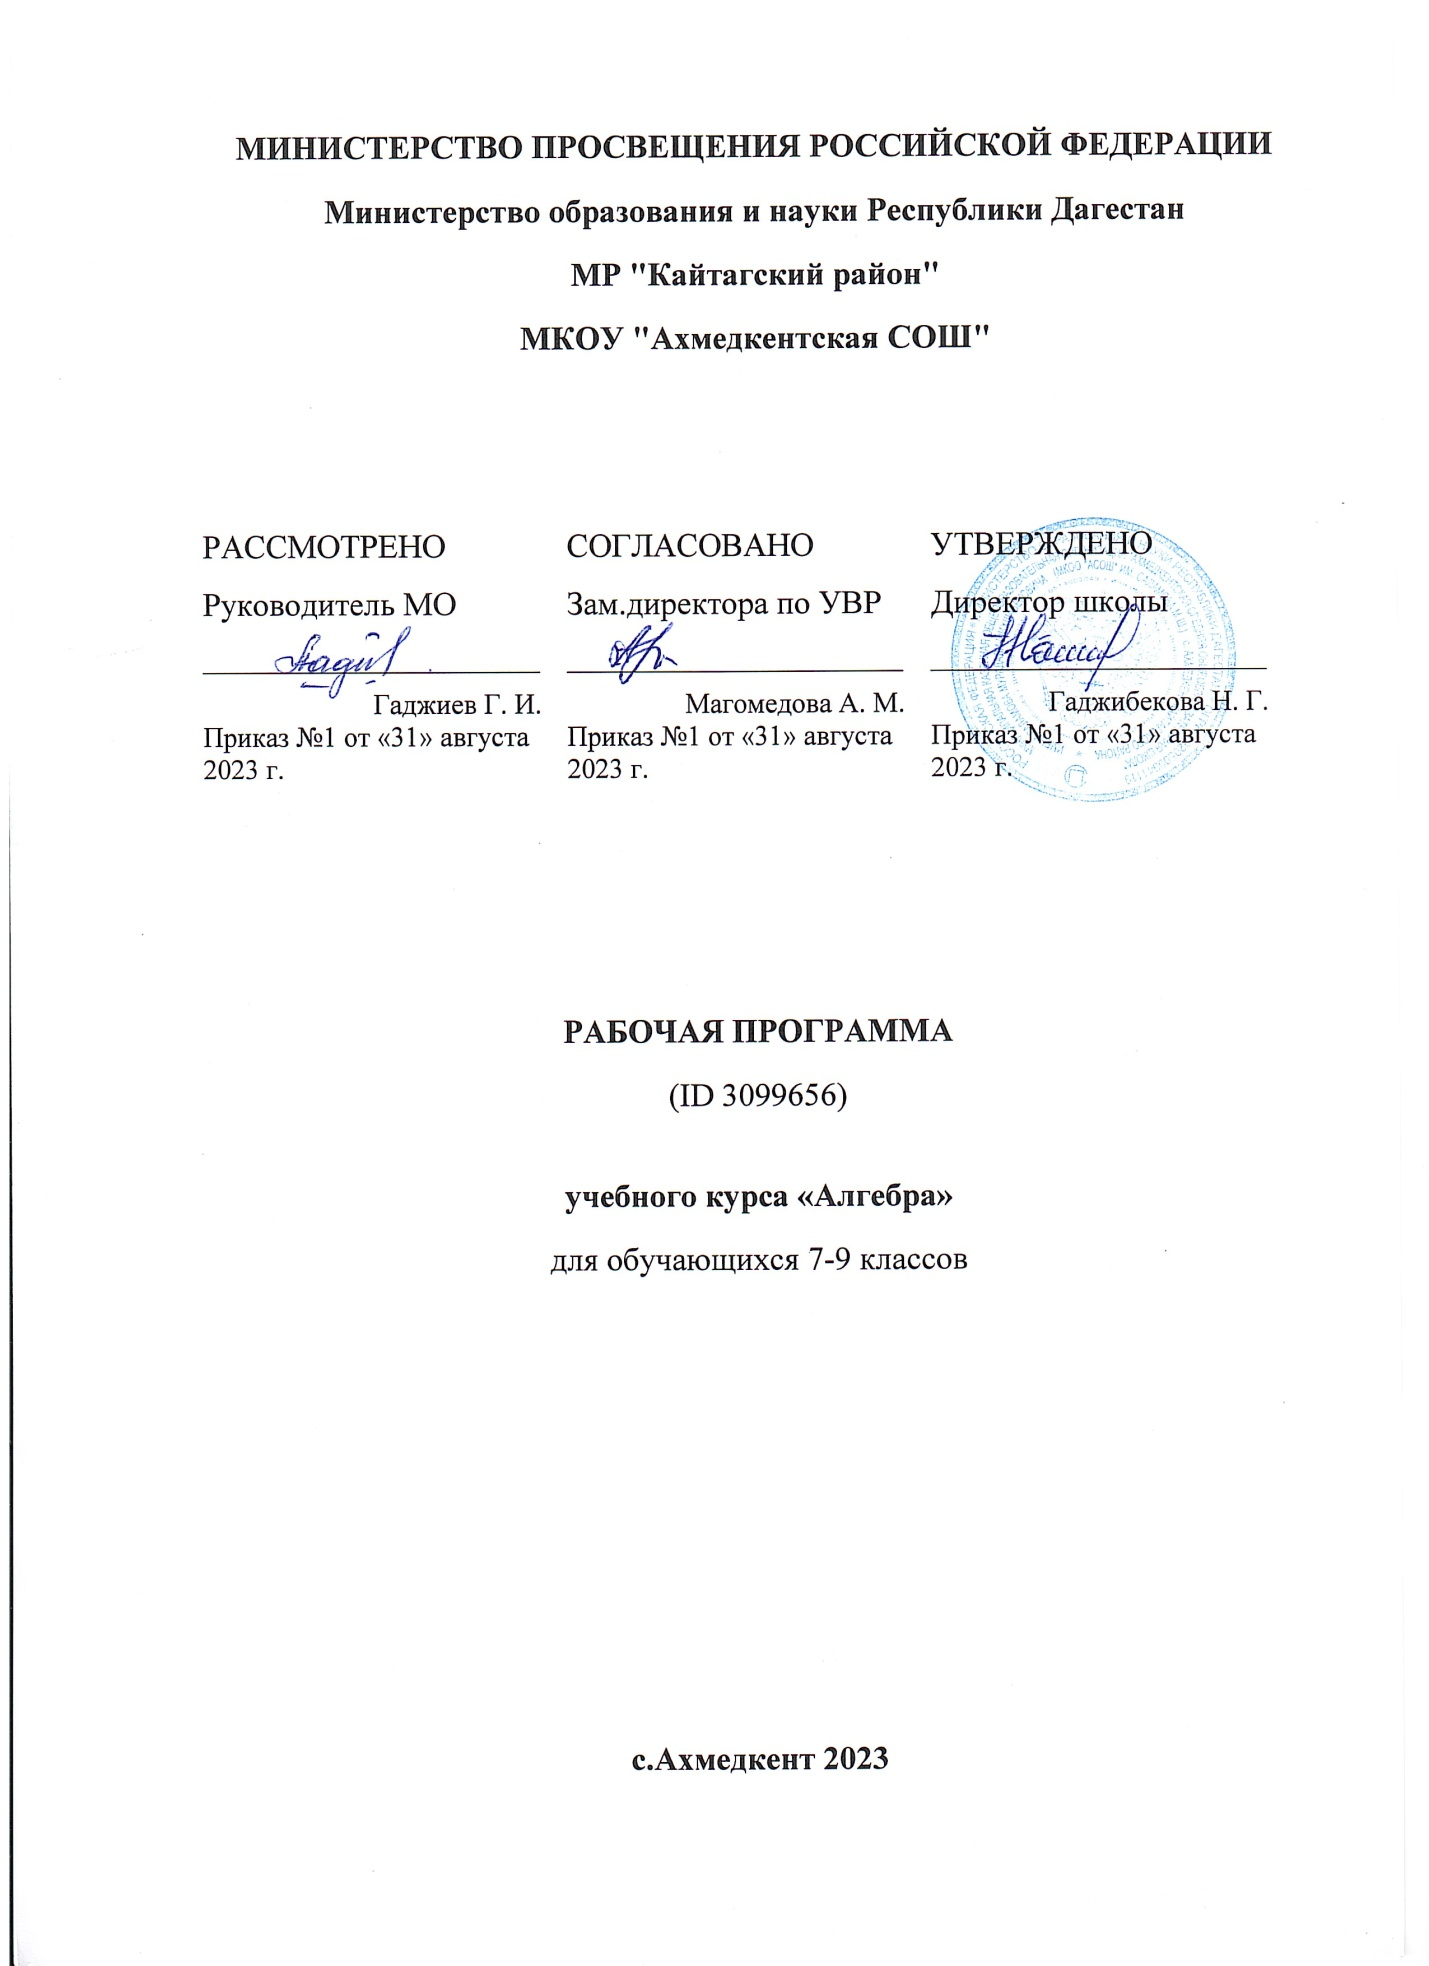 МИНИСТЕРСТВО ПРОСВЕЩЕНИЯ РОССИЙСКОЙ ФЕДЕРАЦИИ
Министерство образования и науки Республики Дагестан
МР "Кайтагский район"
МКОУ "Ахмедкентская СОШ"
РАССМОТРЕНО
Руководитель МО
Гаджиев Г. И.
Приказ №1 от «31» августа
2023 г.
СОГЛАСОВАНО
Зам.директора по УВР
Магомедова А. М.
Приказ №1 от «31» августа
2023 г.
УТВЕРЖДЕНО
Директор школы
Гаджибекова Н. Г.
Приказ №1 от «31» августа
2023 г.
РАБОЧАЯ ПРОГРАММА
(ID 3099656)
учебного курса «Алгебра»
для обучающихся 7-9 классов
с.Ахмедкент 2023